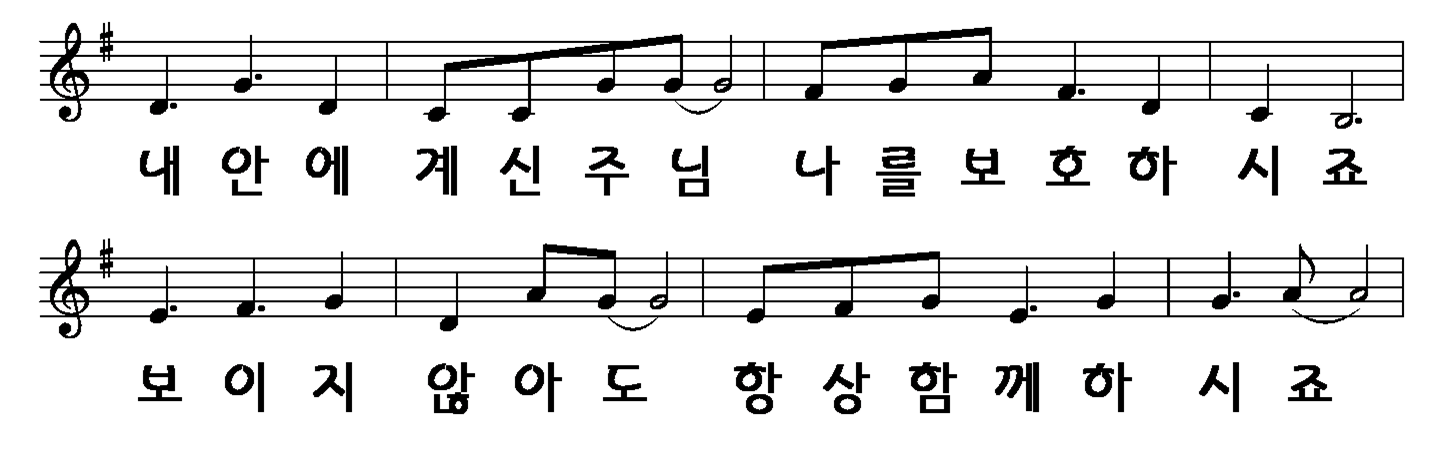 내 안 에 계 신 주 님 나 를 보 호 하 시 죠
보 이 지 않 아 도 항 상 함 께 하 시 죠